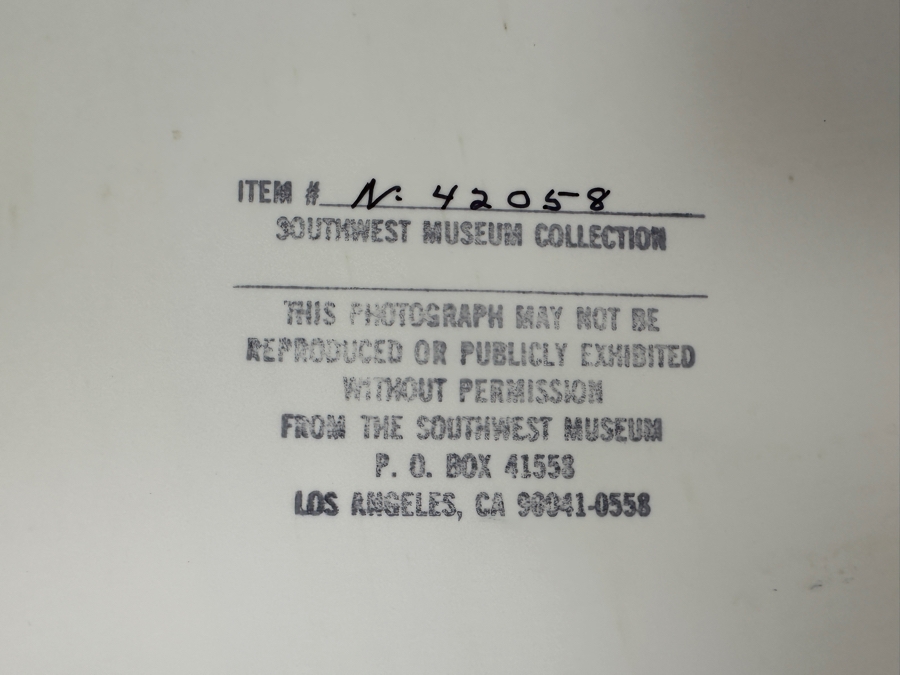 ITEM # N. 42058
SOUTHWEST MUSEUM COLLECTION
THIS PHOTOGRAPH MAY NOT BE
REPRODUCED OR PUBLICLY EXHIBITED
WITHOUT PERMISSION
FROM THE SOUTHWEST MUSEUM
P. O. BOX 41558
LOS ANGELES, CA 90041-0558